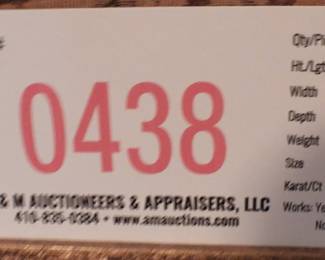 Qty/
Ht./Lgt
Width
Depth
Weight
Size
Karat/Ct
0438
& M AUCTIONEERS & APPRAISERS, LLC
410-835-0384 • www.amauctions.com
Works: Ye
No